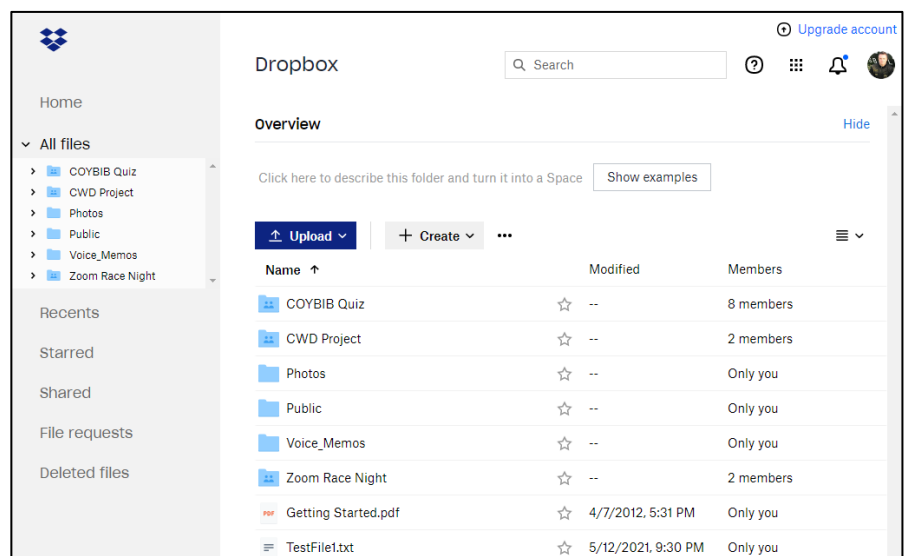 Upgrade account
Dropbox
Search
Home
Overview
Hide
All files
COYBIB Quiz
CWD Project
Photos
Public
Voice_Memos
Zoom Race Night
Click here to describe this folder and turn it into a Space
Show examples
Upload
Create
Name ↑ Modified Members
COYBIB Quiz -- 8 members
CWD Project -- 2 members
Photos -- Only you
Public -- Only you
Voice_Memos -- Only you
Zoom Race Night -- 2 members
PDF Getting Started.pdf 4/7/2012, 5:31 PM Only you
TestFile1.txt 5/12/2021, 9:30 PM Only you
Recents
Starred
Shared
File requests
Deleted files